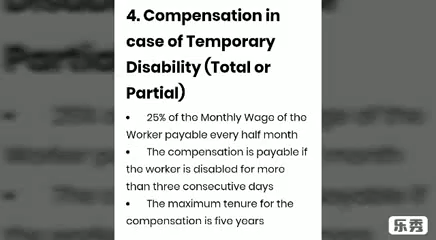 4. Compensation in
case of Temporary
Disability (Total or
Partial)
• 25% of the Monthly Wage of the
Worker payable every half month
• The compensation is payable if
the worker is disabled for more
than three consecutive days
• The maximum tenure for the
compensation is five years
乐秀